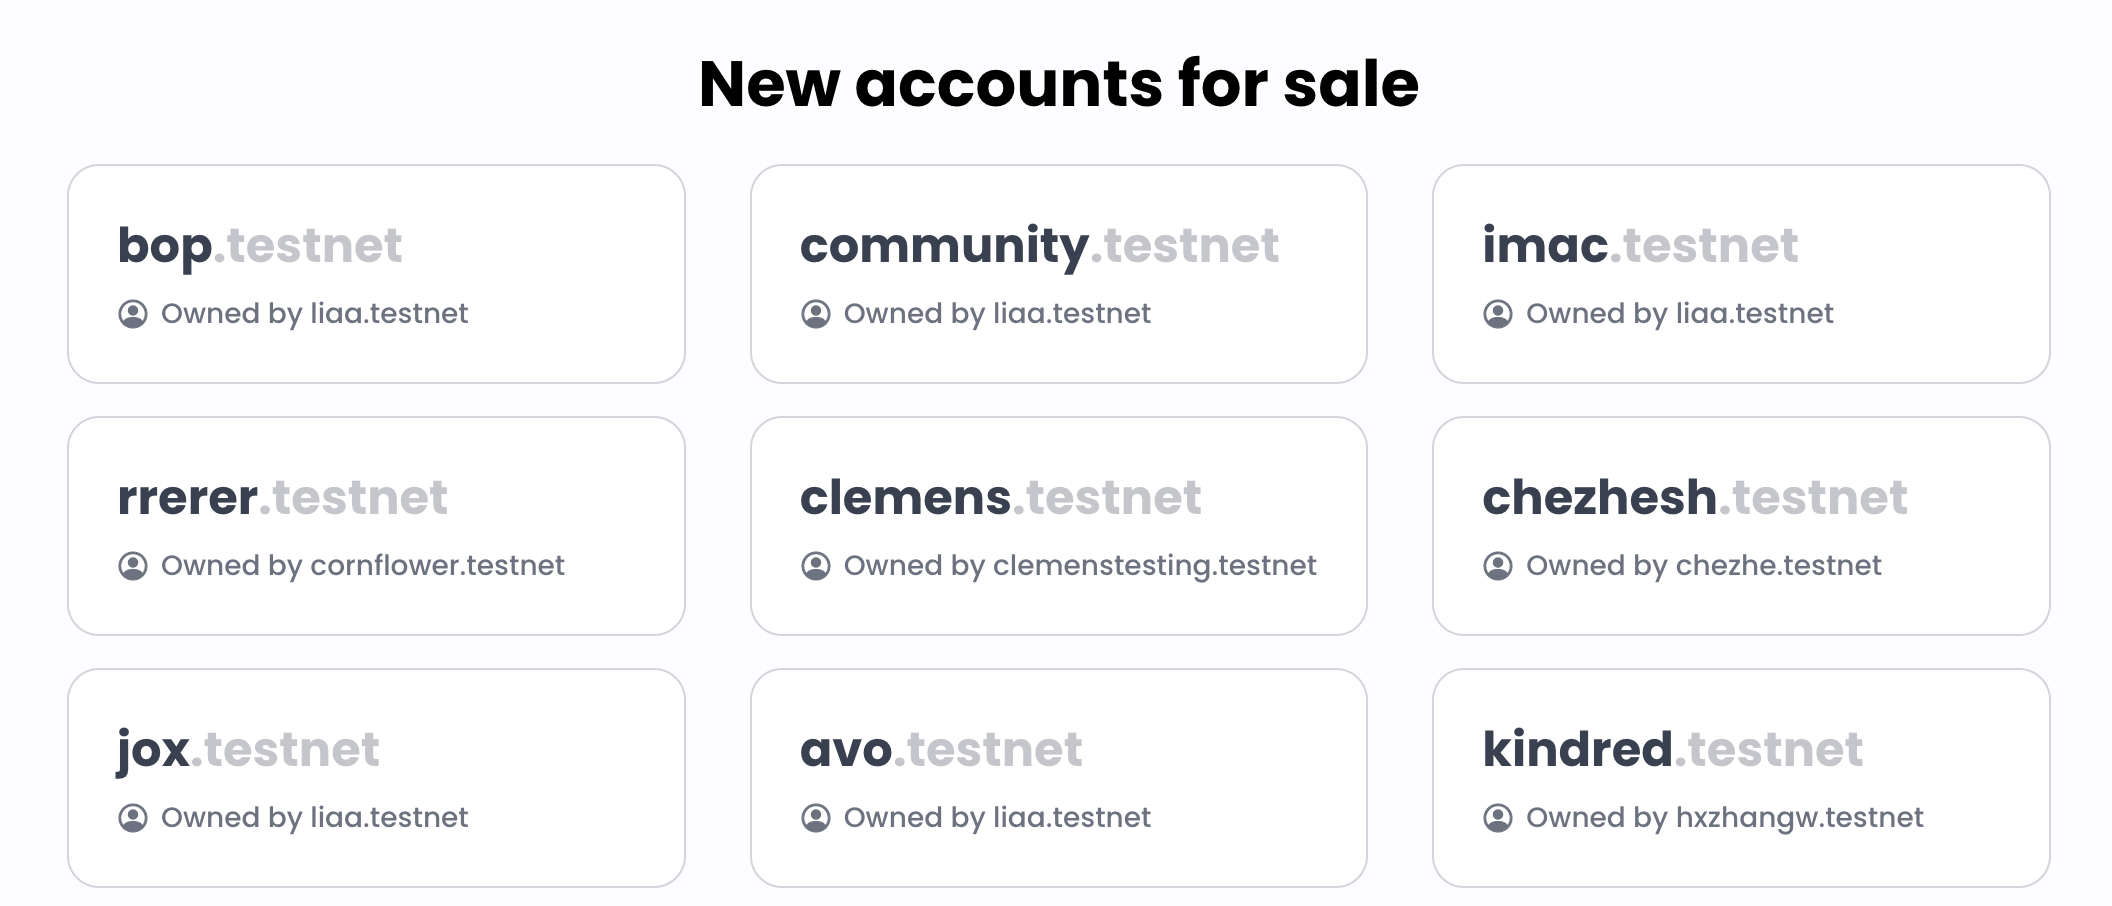 New accounts for sale
bop.testnet
Owned by liaa.testnet
community.testnet
Owned by liaa.testnet
imac.testnet
Owned by liaa.testnet
rrerer.testnet
Owned by cornflower.testnet
clemens.testnet
Owned by clemenstesting.testnet
chezhesh.testnet
Owned by chezhe.testnet
jox.testnet
Owned by liaa.testnet
avo.testnet
Owned by liaa.testnet
kindred.testnet
Owned by hxzhangw.testnet